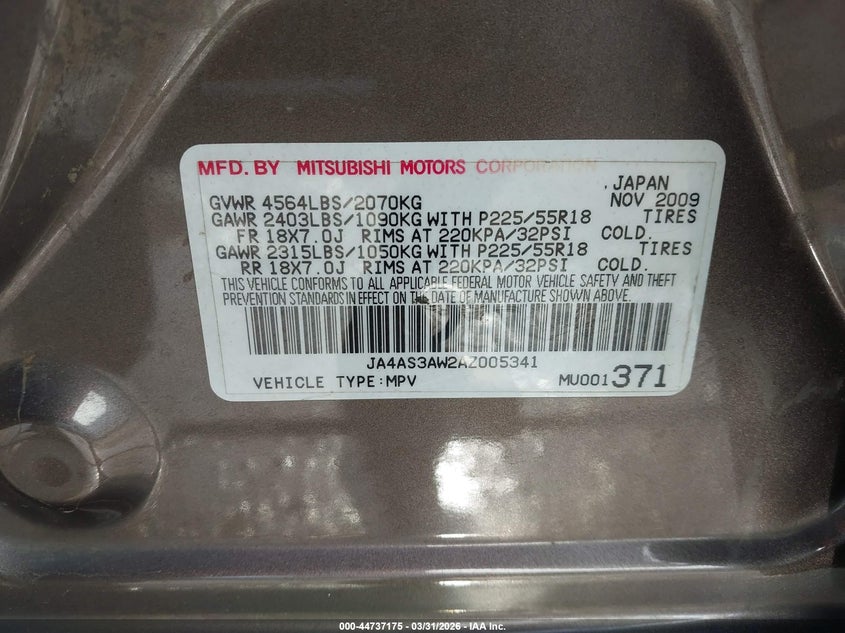 MFD. BY MITSUBISHI MOTORS CORPORATION
, JAPAN
GVWR 4564LBS/2070KG NOV 2009
GAWR 2403LBS/1090KG WITH P225/55R18 TIRES
FR 18X7.0J RIMS AT 220KPA/32PSI COLD.
GAWR 2315LBS/1050KG WITH P225/55R18 TIRES
RR 18X7.0J RIMS AT 220KPA/32PSI COLD.
THIS VEHICLE CONFORMS TO ALL APPLICABLE FEDERAL MOTOR VEHICLE SAFETY AND THEFT
PREVENTION STANDARDS IN EFFECT ON THE DATE OF MANUFACTURE SHOWN ABOVE.
JA4AS3AW2AZ005341
VEHICLE TYPE:MPV MU001371
000-44737175 - 03/31/2026 - IAA Inc.